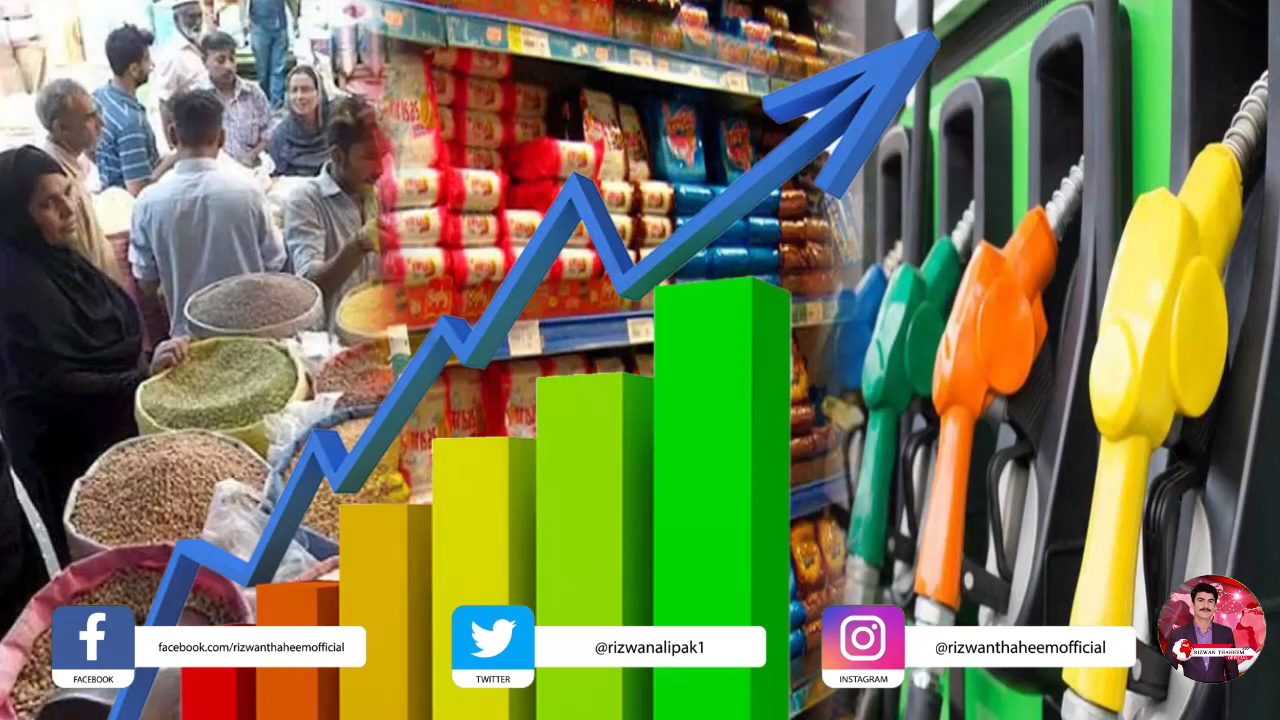 facebook.com/rizwanthaheemofficial
FACEBOOK
@rizwanalipak1
TWITTER
@rizwanthaheemofficial
INSTAGRAM
RIZWAN THAHEEM